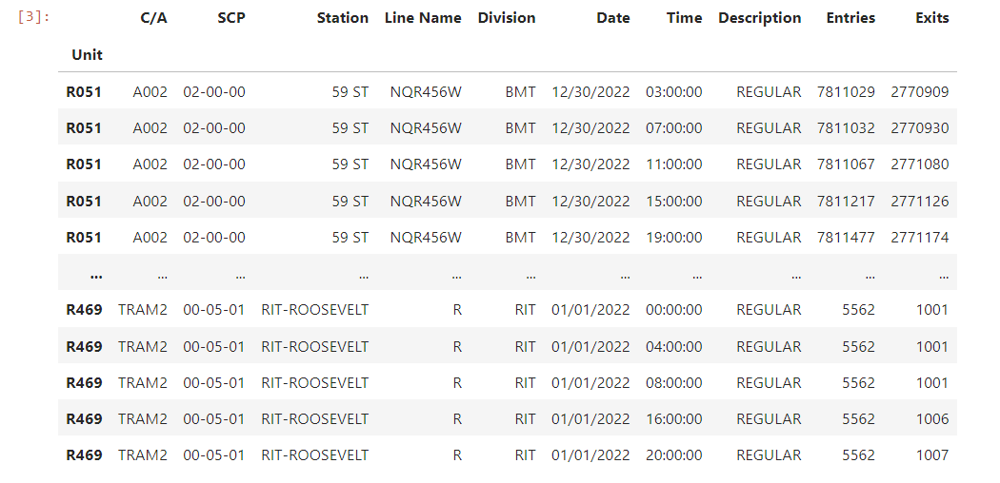 [3]: C/A SCP Station Line Name Division Date Time Description Entries Exits
Unit
R051 A002 02-00-00 59 ST NQR456W BMT 12/30/2022 03:00:00 REGULAR 7811029 2770909
R051 A002 02-00-00 59 ST NQR456W BMT 12/30/2022 07:00:00 REGULAR 7811032 2770930
R051 A002 02-00-00 59 ST NQR456W BMT 12/30/2022 11:00:00 REGULAR 7811067 2771080
R051 A002 02-00-00 59 ST NQR456W BMT 12/30/2022 15:00:00 REGULAR 7811217 2771126
R051 A002 02-00-00 59 ST NQR456W BMT 12/30/2022 19:00:00 REGULAR 7811477 2771174
... ... ... ... ... ... ... ... ... ... ...
R469 TRAM2 00-05-01 RIT-ROOSEVELT R RIT 01/01/2022 00:00:00 REGULAR 5562 1001
R469 TRAM2 00-05-01 RIT-ROOSEVELT R RIT 01/01/2022 04:00:00 REGULAR 5562 1001
R469 TRAM2 00-05-01 RIT-ROOSEVELT R RIT 01/01/2022 08:00:00 REGULAR 5562 1001
R469 TRAM2 00-05-01 RIT-ROOSEVELT R RIT 01/01/2022 16:00:00 REGULAR 5562 1006
R469 TRAM2 00-05-01 RIT-ROOSEVELT R RIT 01/01/2022 20:00:00 REGULAR 5562 1007